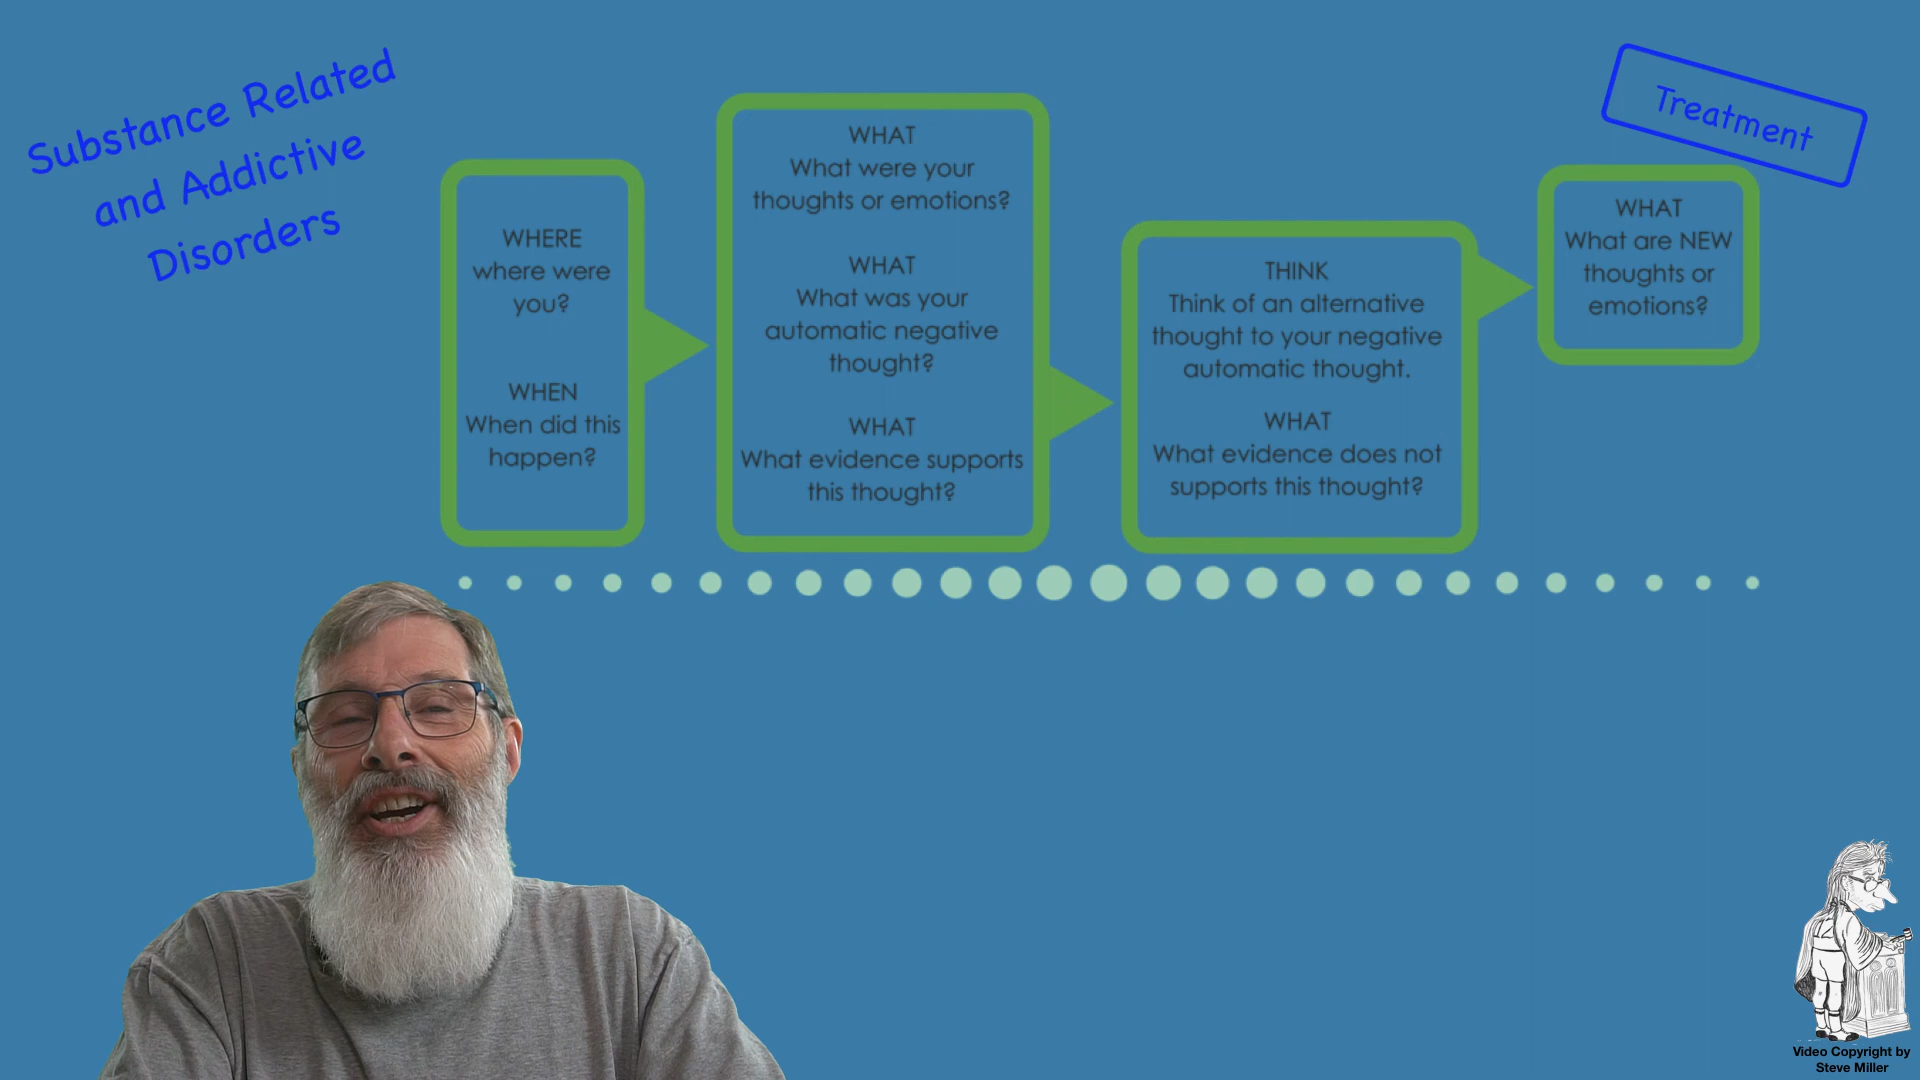 Substance Related
and Addictive
Disorders
Treatment
WHERE
where were
you?
WHEN
When did this
happen?
WHAT
What were your
thoughts or emotions?
WHAT
What was your
automatic negative
thought?
WHAT
What evidence supports
this thought?
THINK
Think of an alternative
thought to your negative
automatic thought.
WHAT
What evidence does not
supports this thought?
WHAT
What are NEW
thoughts or
emotions?
Video Copyright by
Steve Miller